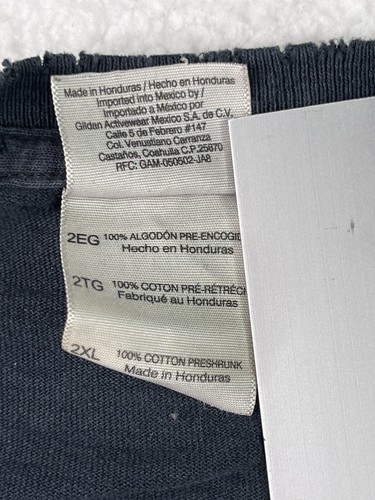 Made in Honduras / Hecho en Honduras
Imported into Mexico by /
Importado a México por
Gildan Activewear Mexico S.A. de C.V.
Calle 5 de Febrero #147
Col. Venustiano Carranza
Castaños, Coahuila C.P. 25870
RFC: GAM-050602-JA8
2EG 100% ALGODÓN PRE-ENCOGI
Hecho en Honduras
2TG 100% COTON PRÉ-RÉTRÉCI
Fabriqué au Honduras
2XL 100% COTTON PRESHRUNK
Made in Honduras